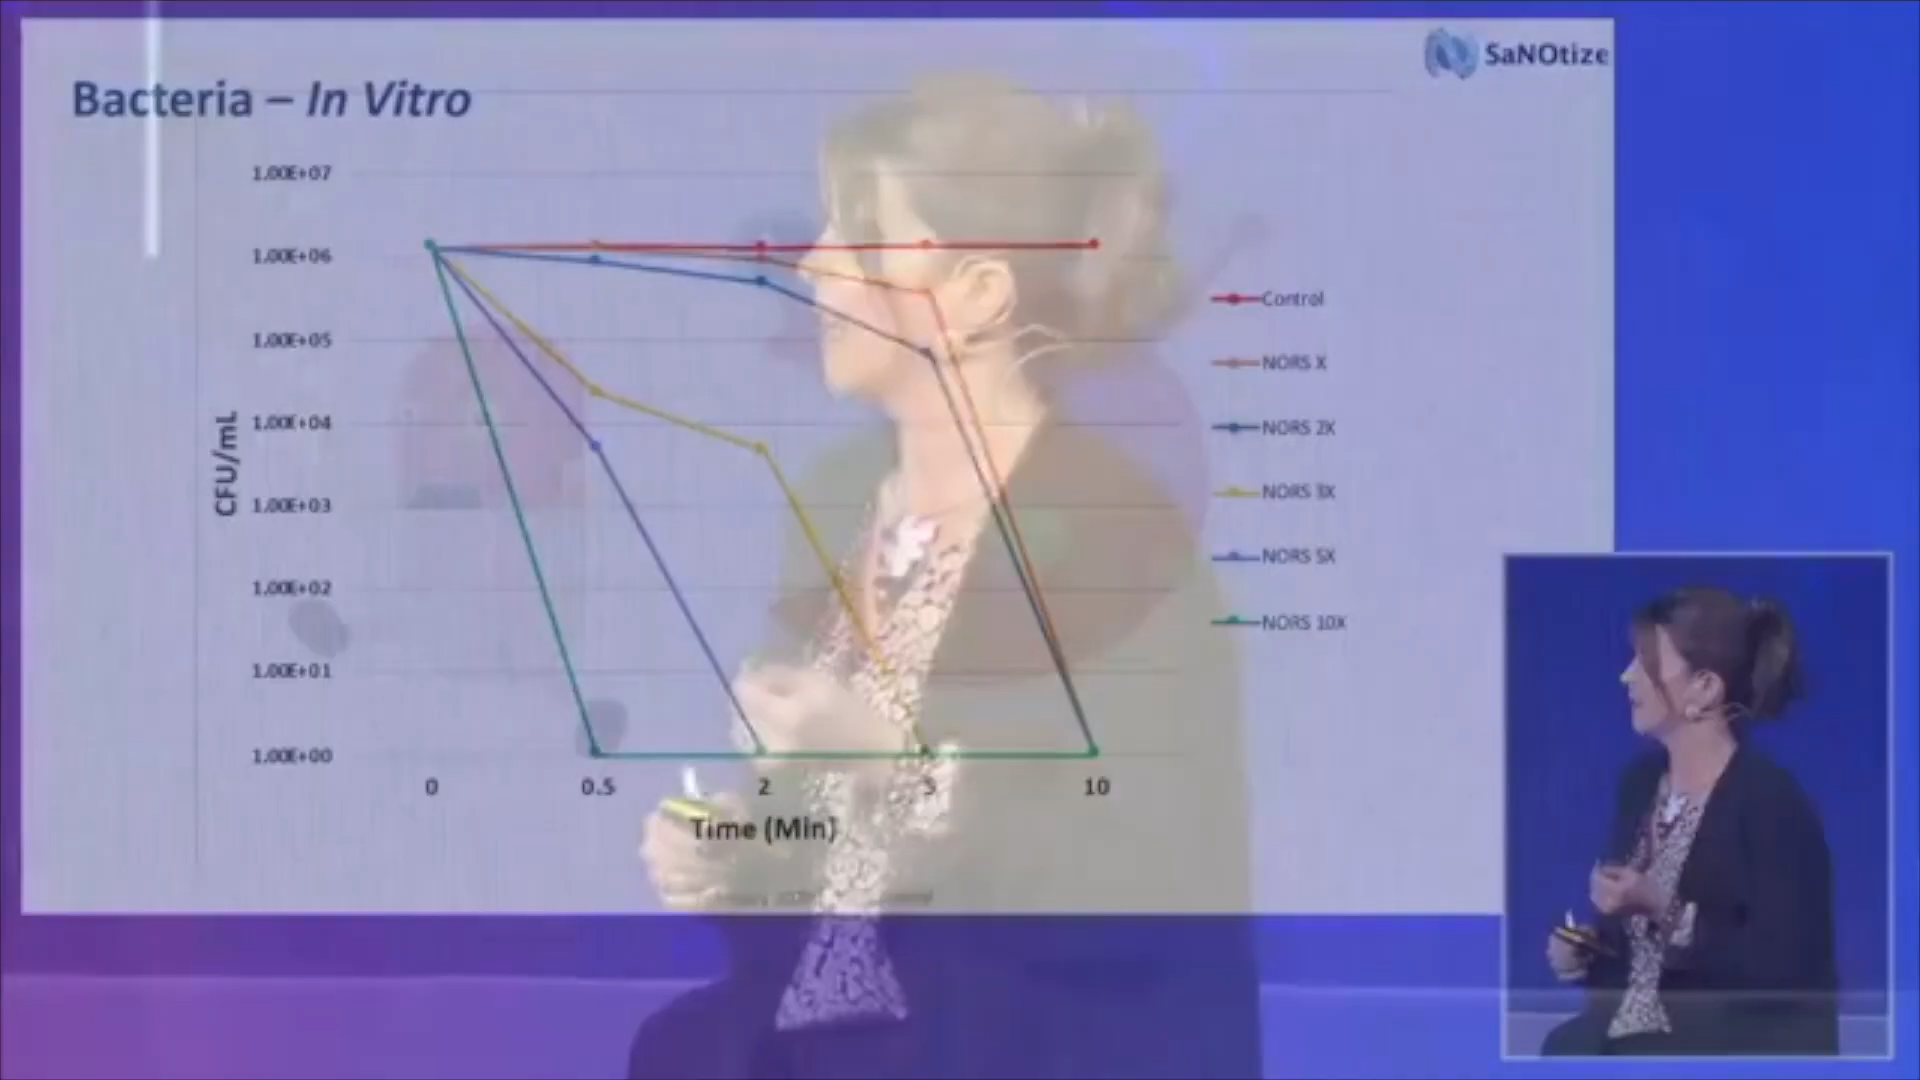 SaNOtize
Bacteria – In Vitro
1.00E+07
1.00E+06
1.00E+05
1.00E+04
1.00E+03
1.00E+02
1.00E+01
1.00E+00
CFU/mL
0 0.5 2 5 10
Time (Min)
Control
NORS X
NORS 2X
NORS 3X
NORS 5X
NORS 10X